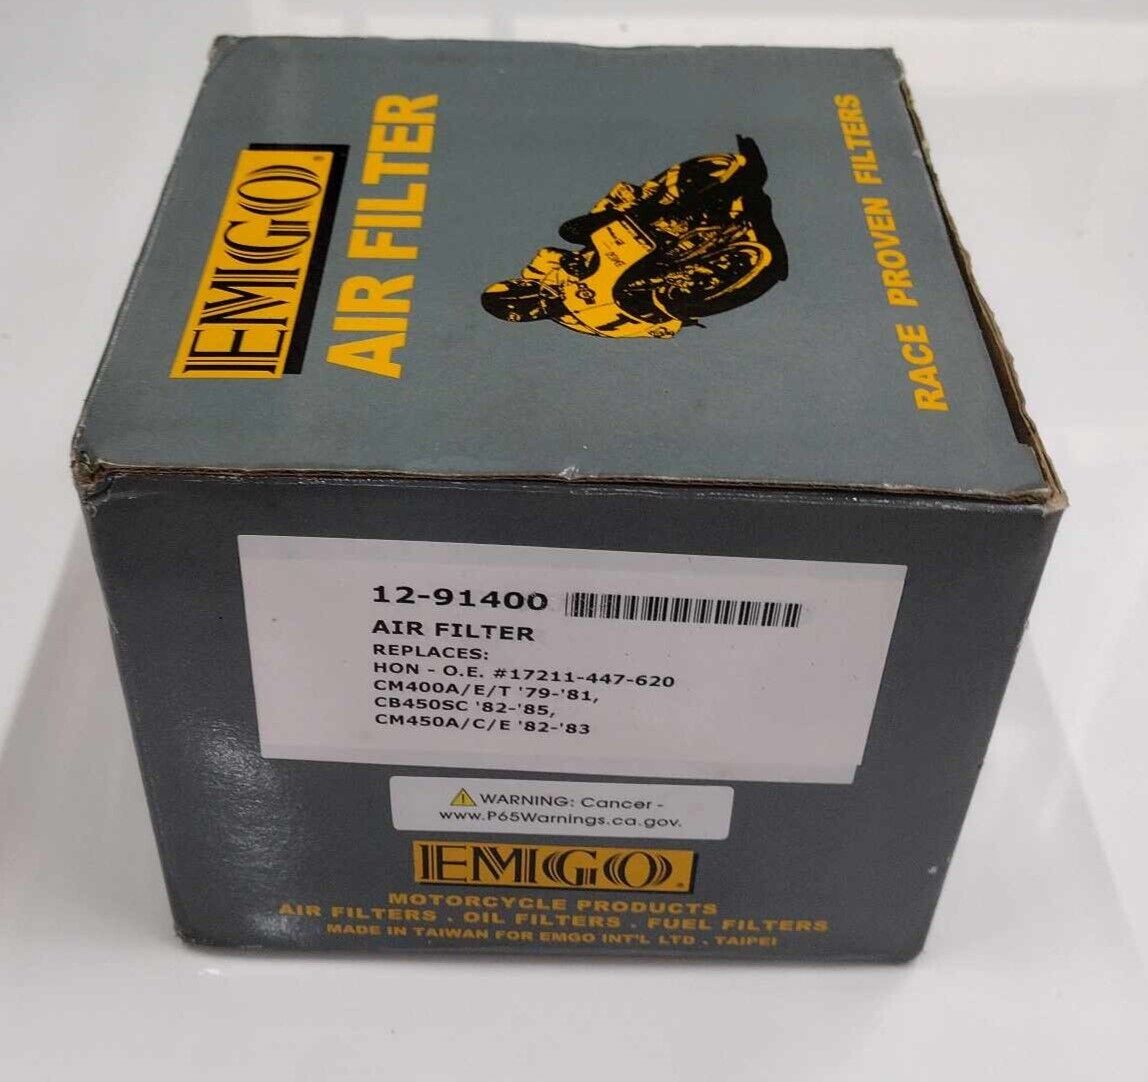 EMGO
®
AIR FILTER
RACE PROVEN FILTERS
12-91400
AIR FILTER
REPLACES:
HON - O.E. #17211-447-620
CM400A/E/T '79-'81,
CB450SC '82-'85,
CM450A/C/E '82-'83
WARNING: Cancer -
www.P65Warnings.ca.gov.
EMGO®
MOTORCYCLE PRODUCTS
AIR FILTERS . OIL FILTERS . FUEL FILTERS
MADE IN TAIWAN FOR EMGO INT'L LTD . TAIPEI